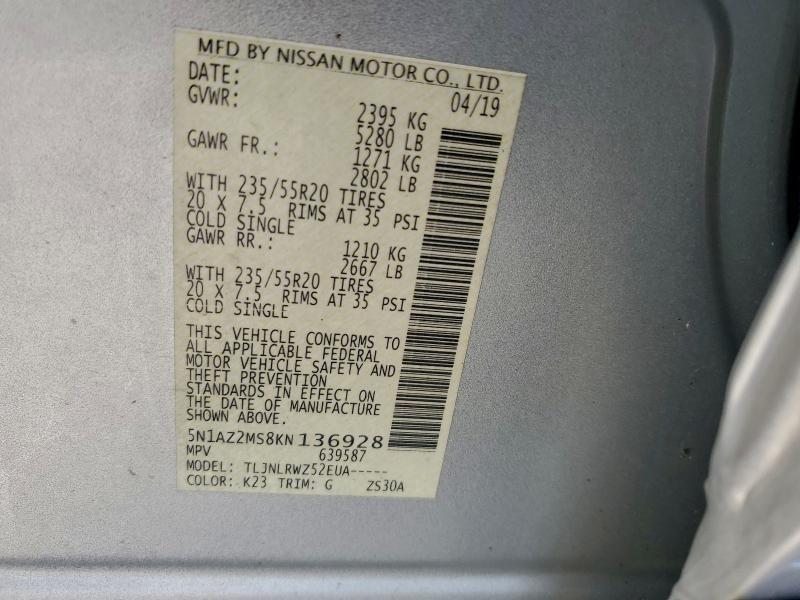 MFD BY NISSAN MOTOR CO., LTD.
DATE: 04/19
GVWR: 2395 KG
5280 LB
GAWR FR.: 1271 KG
2802 LB
WITH 235/55R20 TIRES
20 X 7.5 RIMS AT 35 PSI
COLD SINGLE
GAWR RR.: 1210 KG
2667 LB
WITH 235/55R20 TIRES
20 X 7.5 RIMS AT 35 PSI
COLD SINGLE
THIS VEHICLE CONFORMS TO
ALL APPLICABLE FEDERAL
MOTOR VEHICLE SAFETY AND
THEFT PREVENTION
STANDARDS IN EFFECT ON
THE DATE OF MANUFACTURE
SHOWN ABOVE.
5N1AZ2MS8KN136928
MPV 639587
MODEL: TLJNLRWZ52EUA-----
COLOR: K23 TRIM: G ZS30A